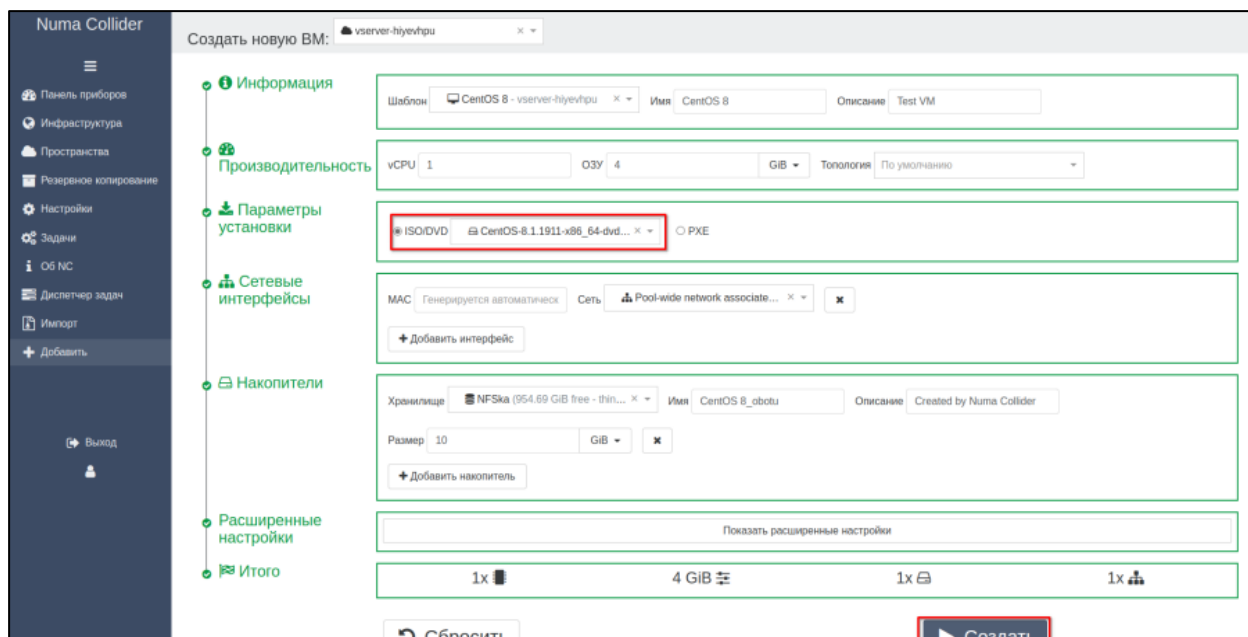 Numa Collider
Создать новую ВМ: vserver-hiyevhpu
Панель приборов
Инфраструктура
Пространства
Резервное копирование
Настройки
Задачи
Об NC
Диспетчер задач
Импорт
Добавить
Выход
Информация
Шаблон CentOS 8 - vserver-hiyevhpu Имя CentOS 8 Описание Test VM
Производительность
vCPU 1 ОЗУ 4 GiB Топология По умолчанию
Параметры установки
ISO/DVD CentOS-8.1.1911-x86_64-dvd... PXE
Сетевые интерфейсы
MAC Генерируется автоматическ Сеть Pool-wide network associate...
Добавить интерфейс
Накопители
Хранилище NFSka (954.69 GiB free - thin... Имя CentOS 8_obotu Описание Created by Numa Collider
Размер 10 GiB
Добавить накопитель
Расширенные настройки
Показать расширенные настройки
Итого
1x 4 GiB 1x 1x
Сбросить Создать